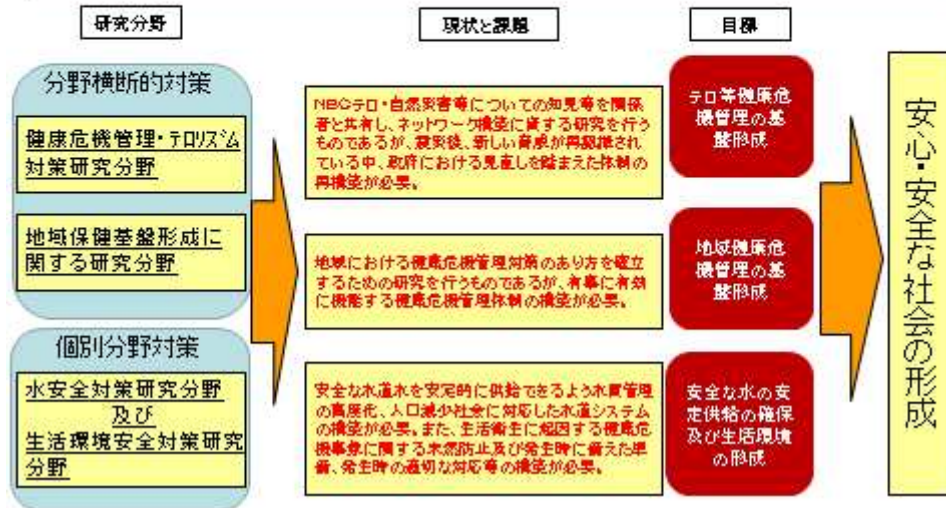 研究分野
現状と課題
目標
分野横断的対策
健康危機管理・テロリズム
対策研究分野
地域保健基盤形成に
関する研究分野
個別分野対策
水安全対策研究分野
及び
生活環境安全対策研究
分野
NBCテロ・自然災害等についての知見等を関係
者と共有し、ネットワーク構築に資する研究を行う
ものであるが、震災後、新しい脅威が再認識され
ている中、政府における見直しを踏まえた体制の
再構築が必要。
地域における健康危機管理対策のあり方を確立
するための研究を行うものであるが、有事に有効
に機能する健康危機管理体制の構築が必要。
安全な水道水を安定的に供給できるよう水質管理
の高度化、人口減少社会に対応した水道システム
の構築が必要。また、生活衛生に起因する健康危
機事象に関する未然防止及び発生時に備えた準
備、発生時の適切な対応等の構築が必要。
テロ等健康危
機管理の基
盤形成
地域健康危
機管理の基
盤形成
安全な水の安
定供給の確保
及び生活環境
の形成
安心・安全な社会の形成